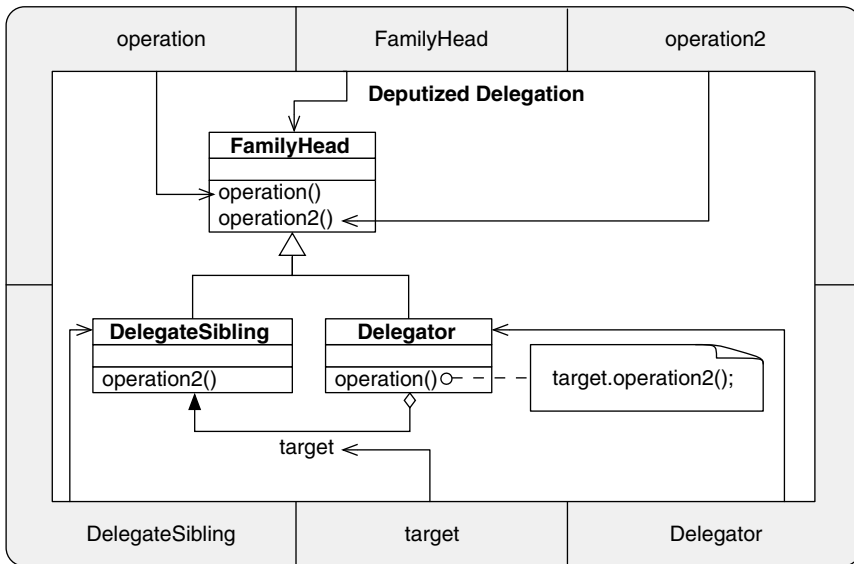 operation
FamilyHead
operation2
Deputized Delegation
FamilyHead
operation()
operation2()
DelegateSibling
operation2()
Delegator
operation()
target.operation2();
target
DelegateSibling
target
Delegator